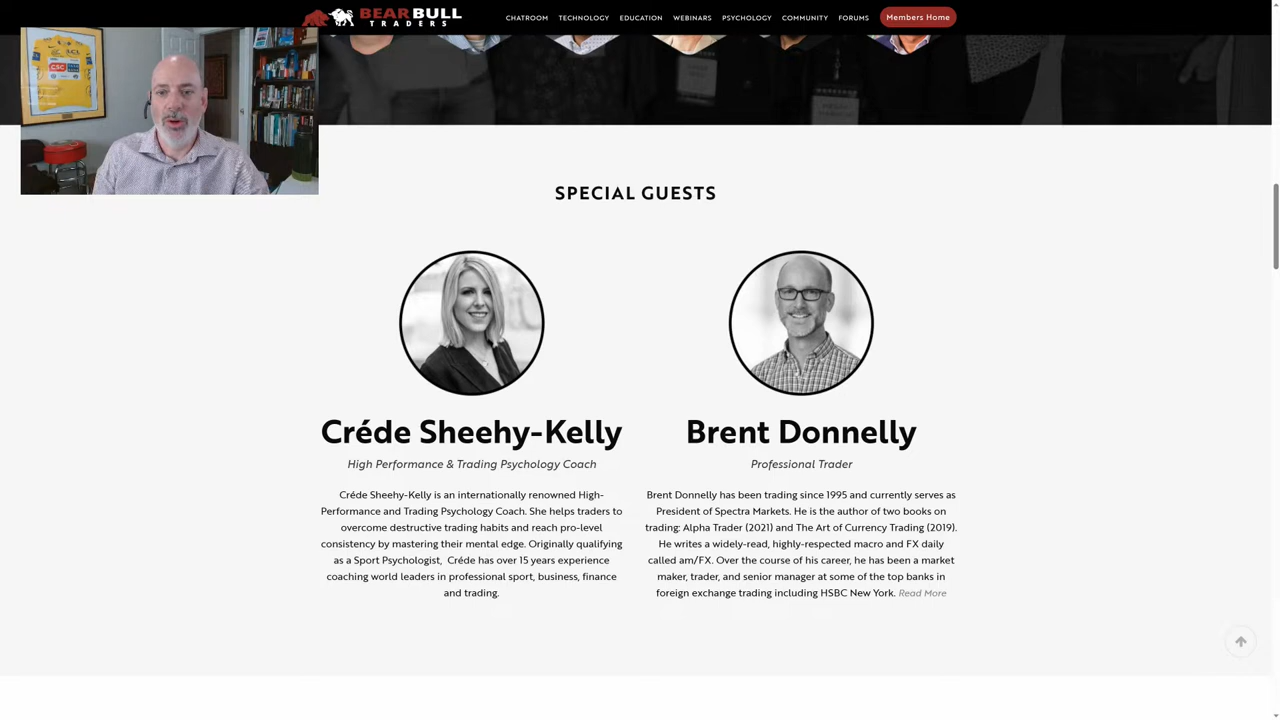 BEAR BULL
TRADERS
CHATROOM TECHNOLOGY EDUCATION WEBINARS PSYCHOLOGY COMMUNITY FORUMS Members Home
CSC
SPECIAL GUESTS
Créde Sheehy-Kelly
High Performance & Trading Psychology Coach
Créde Sheehy-Kelly is an internationally renowned High-
Performance and Trading Psychology Coach. She helps traders to
overcome destructive trading habits and reach pro-level
consistency by mastering their mental edge. Originally qualifying
as a Sport Psychologist, Créde has over 15 years experience
coaching world leaders in professional sport, business, finance
and trading.
Brent Donnelly
Professional Trader
Brent Donnelly has been trading since 1995 and currently serves as
President of Spectra Markets. He is the author of two books on
trading: Alpha Trader (2021) and The Art of Currency Trading (2019).
He writes a widely-read, highly-respected macro and FX daily
called am/FX. Over the course of his career, he has been a market
maker, trader, and senior manager at some of the top banks in
foreign exchange trading including HSBC New York. Read More